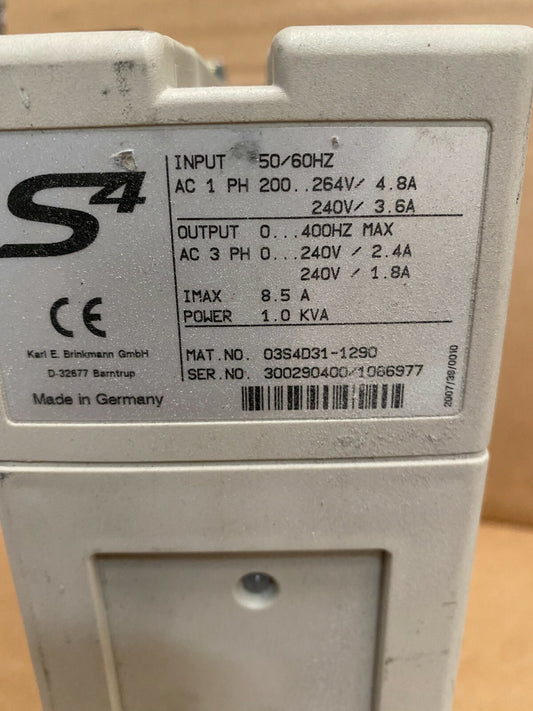 S4
INPUT 50/60HZ
AC 1 PH 200..264V/ 4.8A
240V/ 3.6A
OUTPUT 0...400HZ MAX
AC 3 PH 0...240V / 2.4A
240V / 1.8A
IMAX 8.5 A
POWER 1.0 KVA
CE
Karl E. Brinkmann GmbH
D-32677 Barntrup
Made in Germany
MAT.NO. 03S4D31-1290
SER.NO. 300290400/1066977
2007/39/0010